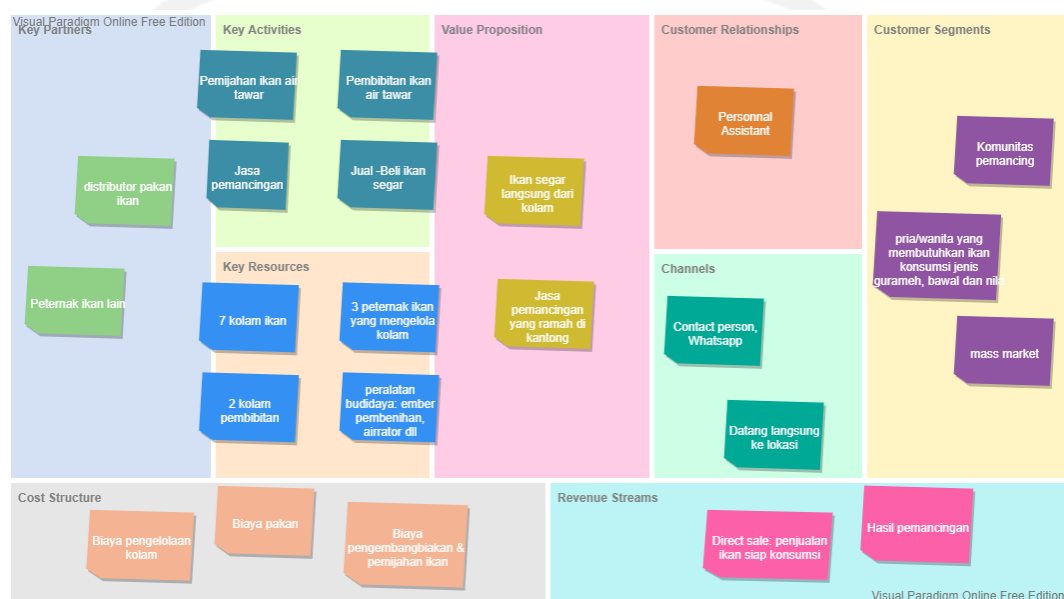 Visual Paradigm Online Free Edition
Key Partners
distributor pakan
ikan
Peternak ikan lain
Key Activities
Pemijahan ikan air
tawar
Pembibitan ikan
air tawar
Jasa
pemancingan
Jual -Beli ikan
segar
Key Resources
7 kolam ikan
3 peternak ikan
yang mengelola
kolam
2 kolam
pembibitan
peralatan
budidaya: ember
pembenihan,
airrator dll
Value Proposition
Ikan segar
langsung dari
kolam
Jasa
pemancingan
yang ramah di
kantong
Customer Relationships
Personnal
Assistant
Channels
Contact person,
Whatsapp
Datang langsung
ke lokasi
Customer Segments
Komunitas
pemancing
pria/wanita yang
membutuhkan ikan
konsumsi jenis
gurameh, bawal dan nila
mass market
Cost Structure
Biaya pengelolaan
kolam
Biaya pakan
Biaya
pengembangbiakan &
pemijahan ikan
Revenue Streams
Direct sale: penjualan
ikan siap konsumsi
Hasil pemancingan
Visual Paradigm Online Free Edition